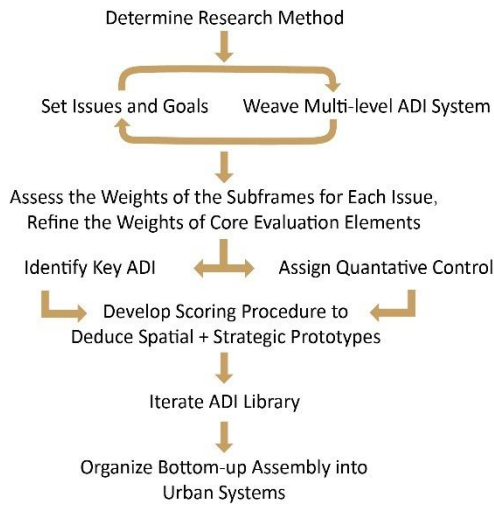 Determine Research Method
Set Issues and Goals
Weave Multi-level ADI System
Assess the Weights of the Subframes for Each Issue,
Refine the Weights of Core Evaluation Elements
Identify Key ADI
Assign Quantative Control
Develop Scoring Procedure to
Deduce Spatial + Strategic Prototypes
Iterate ADI Library
Organize Bottom-up Assembly into
Urban Systems